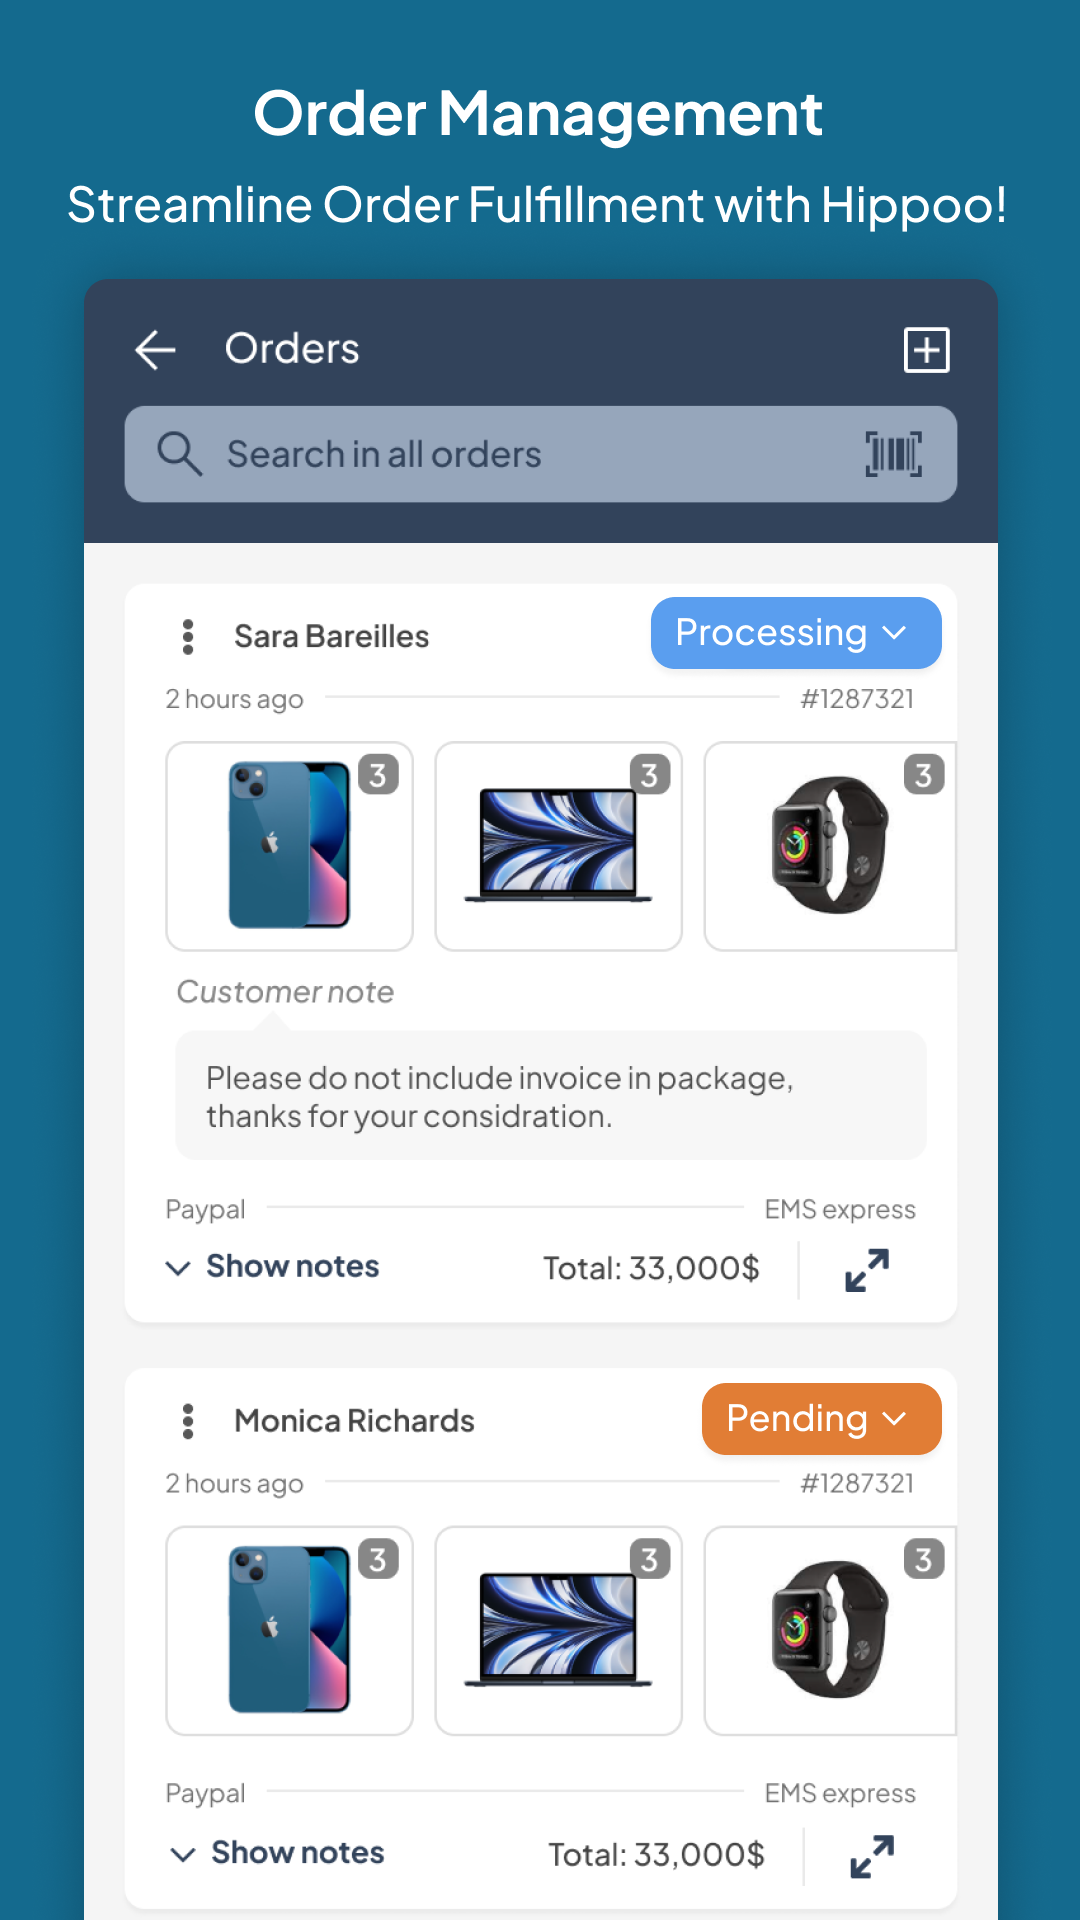 Order Management
Streamline Order Fulfillment with Hippoo!
Orders
Search in all orders
Sara Bareilles
Processing
2 hours ago
#1287321
3
3
3
Customer note
Please do not include invoice in package,
thanks for your considration.
Paypal
EMS express
Show notes
Total: 33,000$
Monica Richards
Pending
2 hours ago
#1287321
3
3
3
Paypal
EMS express
Show notes
Total: 33,000$